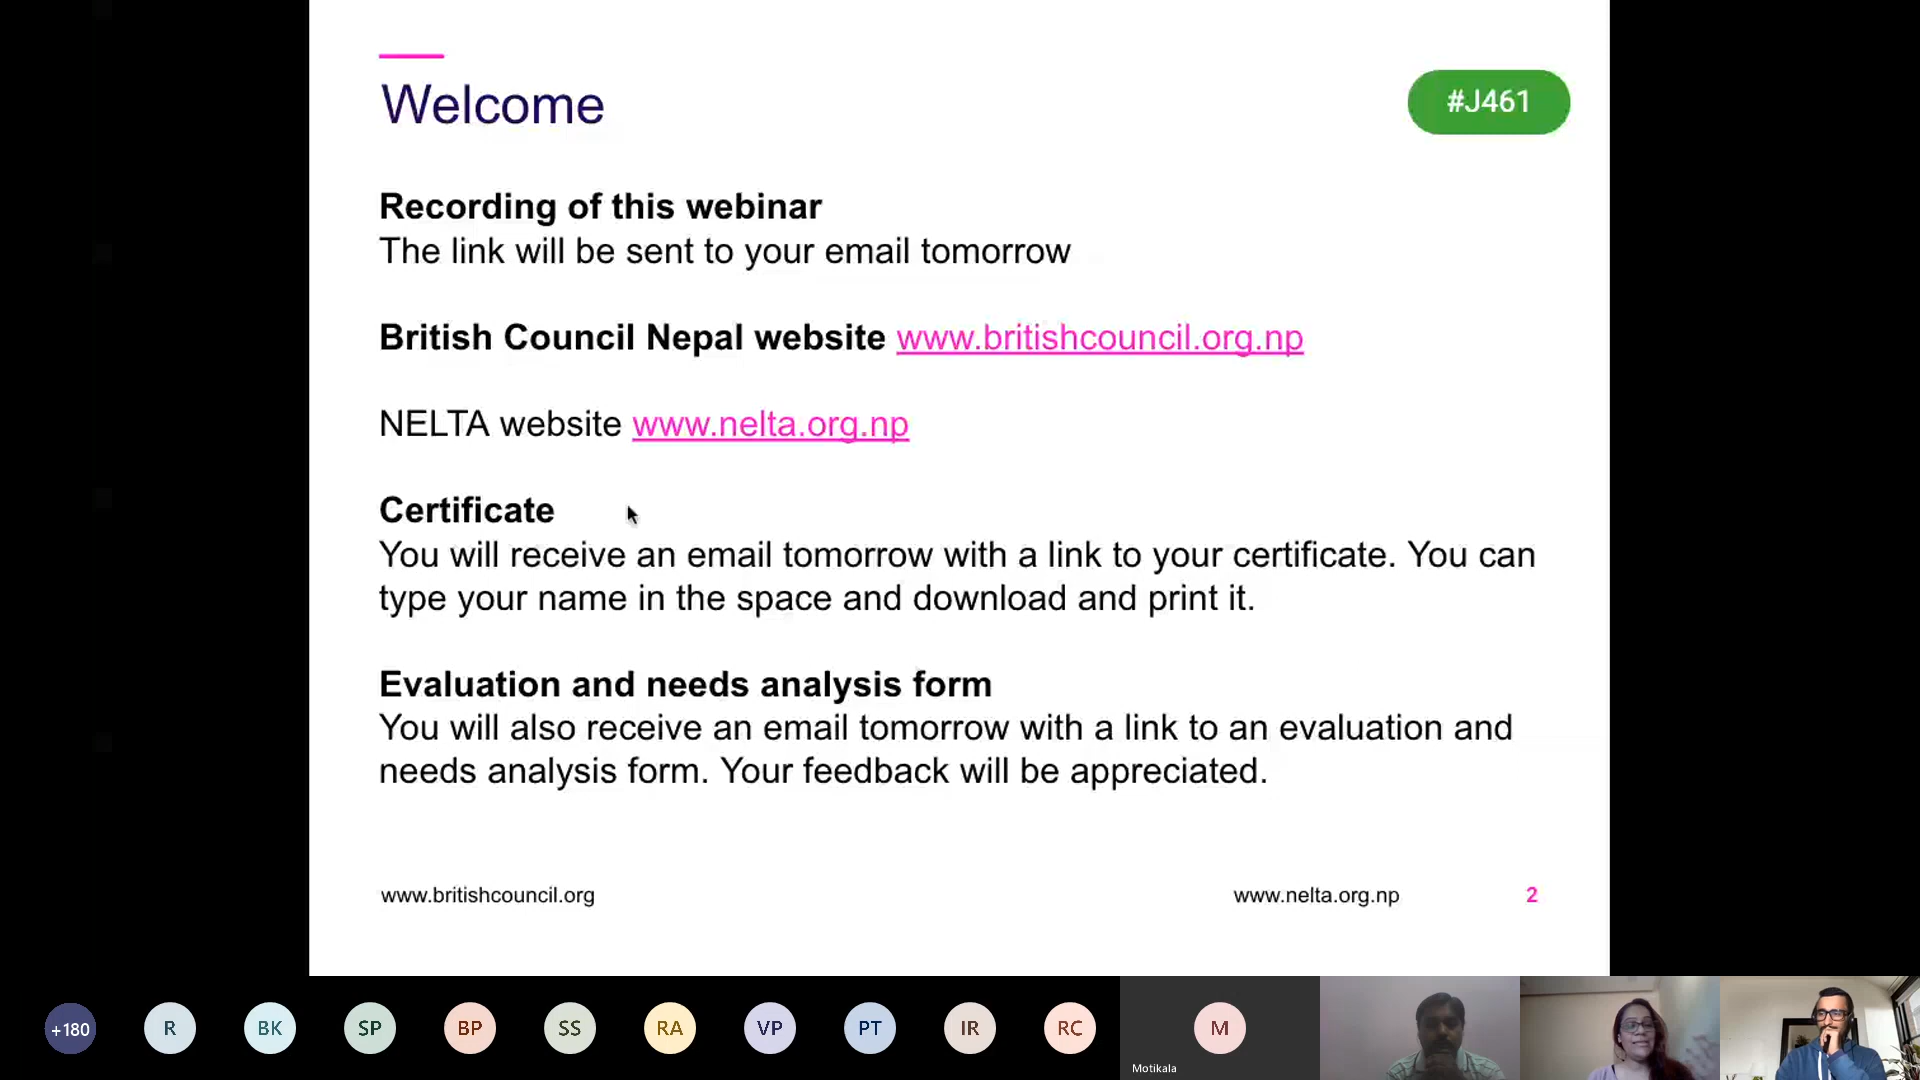 Welcome
#J461
Recording of this webinar
The link will be sent to your email tomorrow
British Council Nepal website www.britishcouncil.org.np
NELTA website www.nelta.org.np
Certificate
You will receive an email tomorrow with a link to your certificate. You can
type your name in the space and download and print it.
Evaluation and needs analysis form
You will also receive an email tomorrow with a link to an evaluation and
needs analysis form. Your feedback will be appreciated.
www.britishcouncil.org
www.nelta.org.np
2
+180
R
BK
SP
BP
SS
RA
VP
PT
IR
RC
M
Motikala